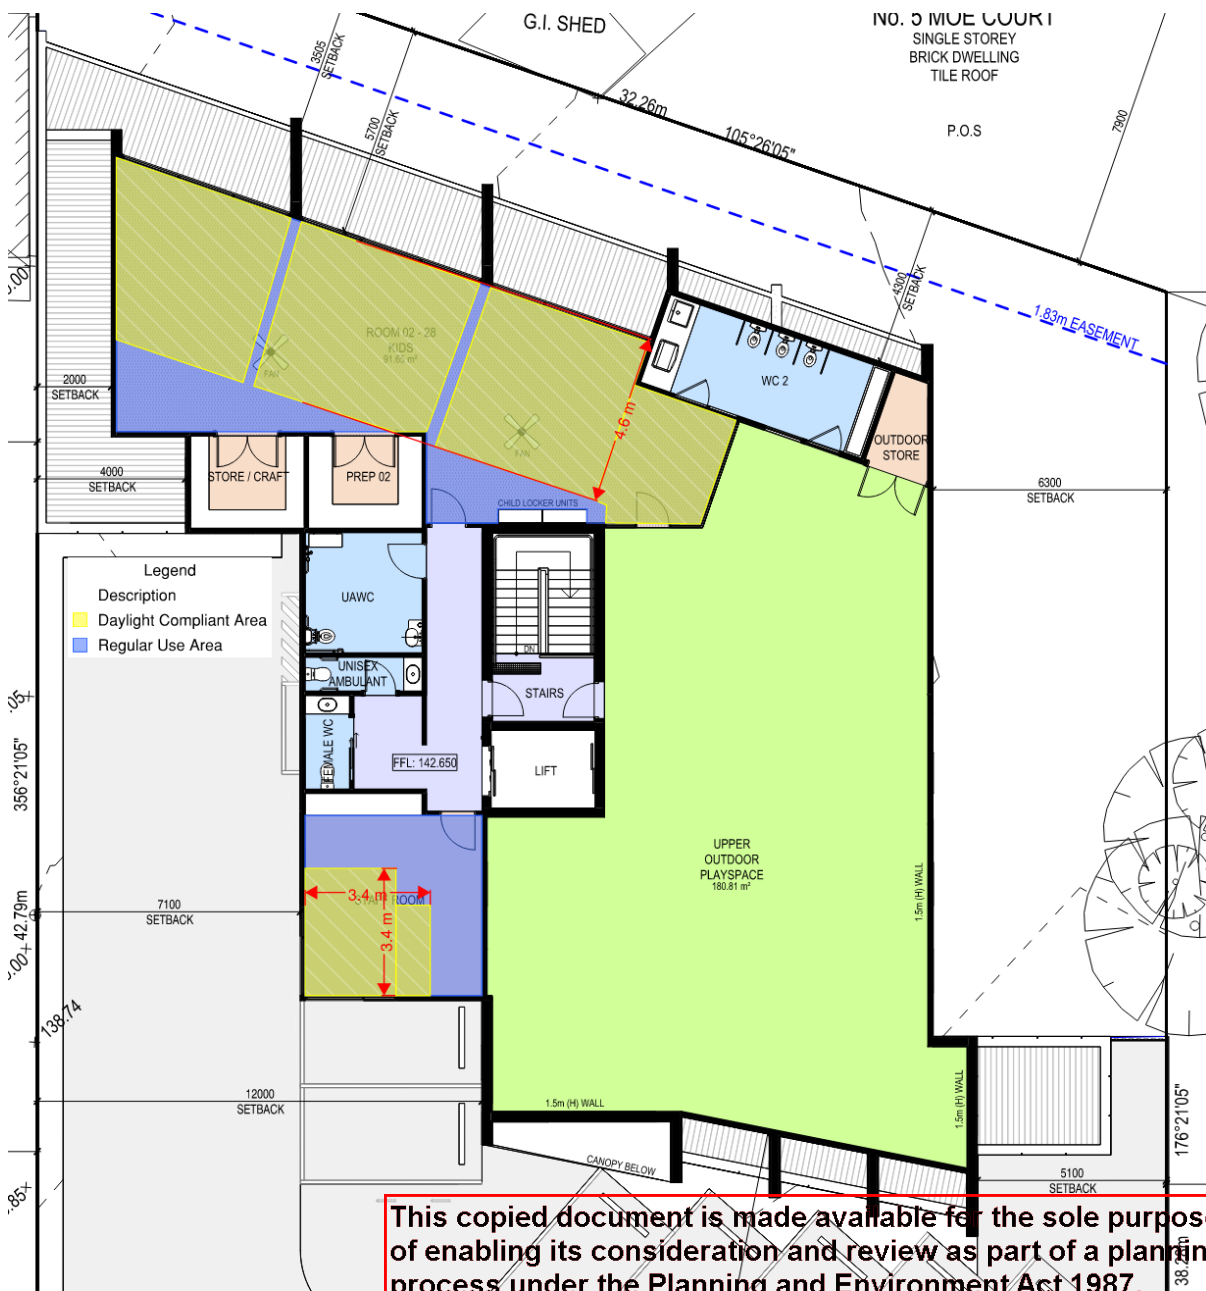 G.I. SHED
No. 5 MOE COURT
SINGLE STOREY
BRICK DWELLING
TILE ROOF
P.O.S
3505
SETBACK
5700
SETBACK
32.26m
105°26'05"
7900
4300
SETBACK
1.83m EASEMENT
ROOM 02 - 28
KIDS
91.60 m²
FAN
FAN
4.6 m
WC 2
OUTDOOR
STORE
2000
SETBACK
4000
SETBACK
STORE / CRAFT
PREP 02
CHILD LOCKER UNITS
6300
SETBACK
Legend
Description
Daylight Compliant Area
Regular Use Area
UAWC
UNISEX
AMBULANT
FEMALE WC
DN
STAIRS
FFL: 142.650
LIFT
356°21'05"
42.79m
UPPER
OUTDOOR
PLAYSPACE
180.81 m²
1.5m (H) WALL
7100
SETBACK
3.4 m
ROOM
3.4 m
138.74
12000
SETBACK
1.5m (H) WALL
1.5m (H) WALL
CANOPY BELOW
5100
SETBACK
176°21'05"
This copied document is made available for the sole purpose
of enabling its consideration and review as part of a plannin
process under the Planning and Environment Act 1987.